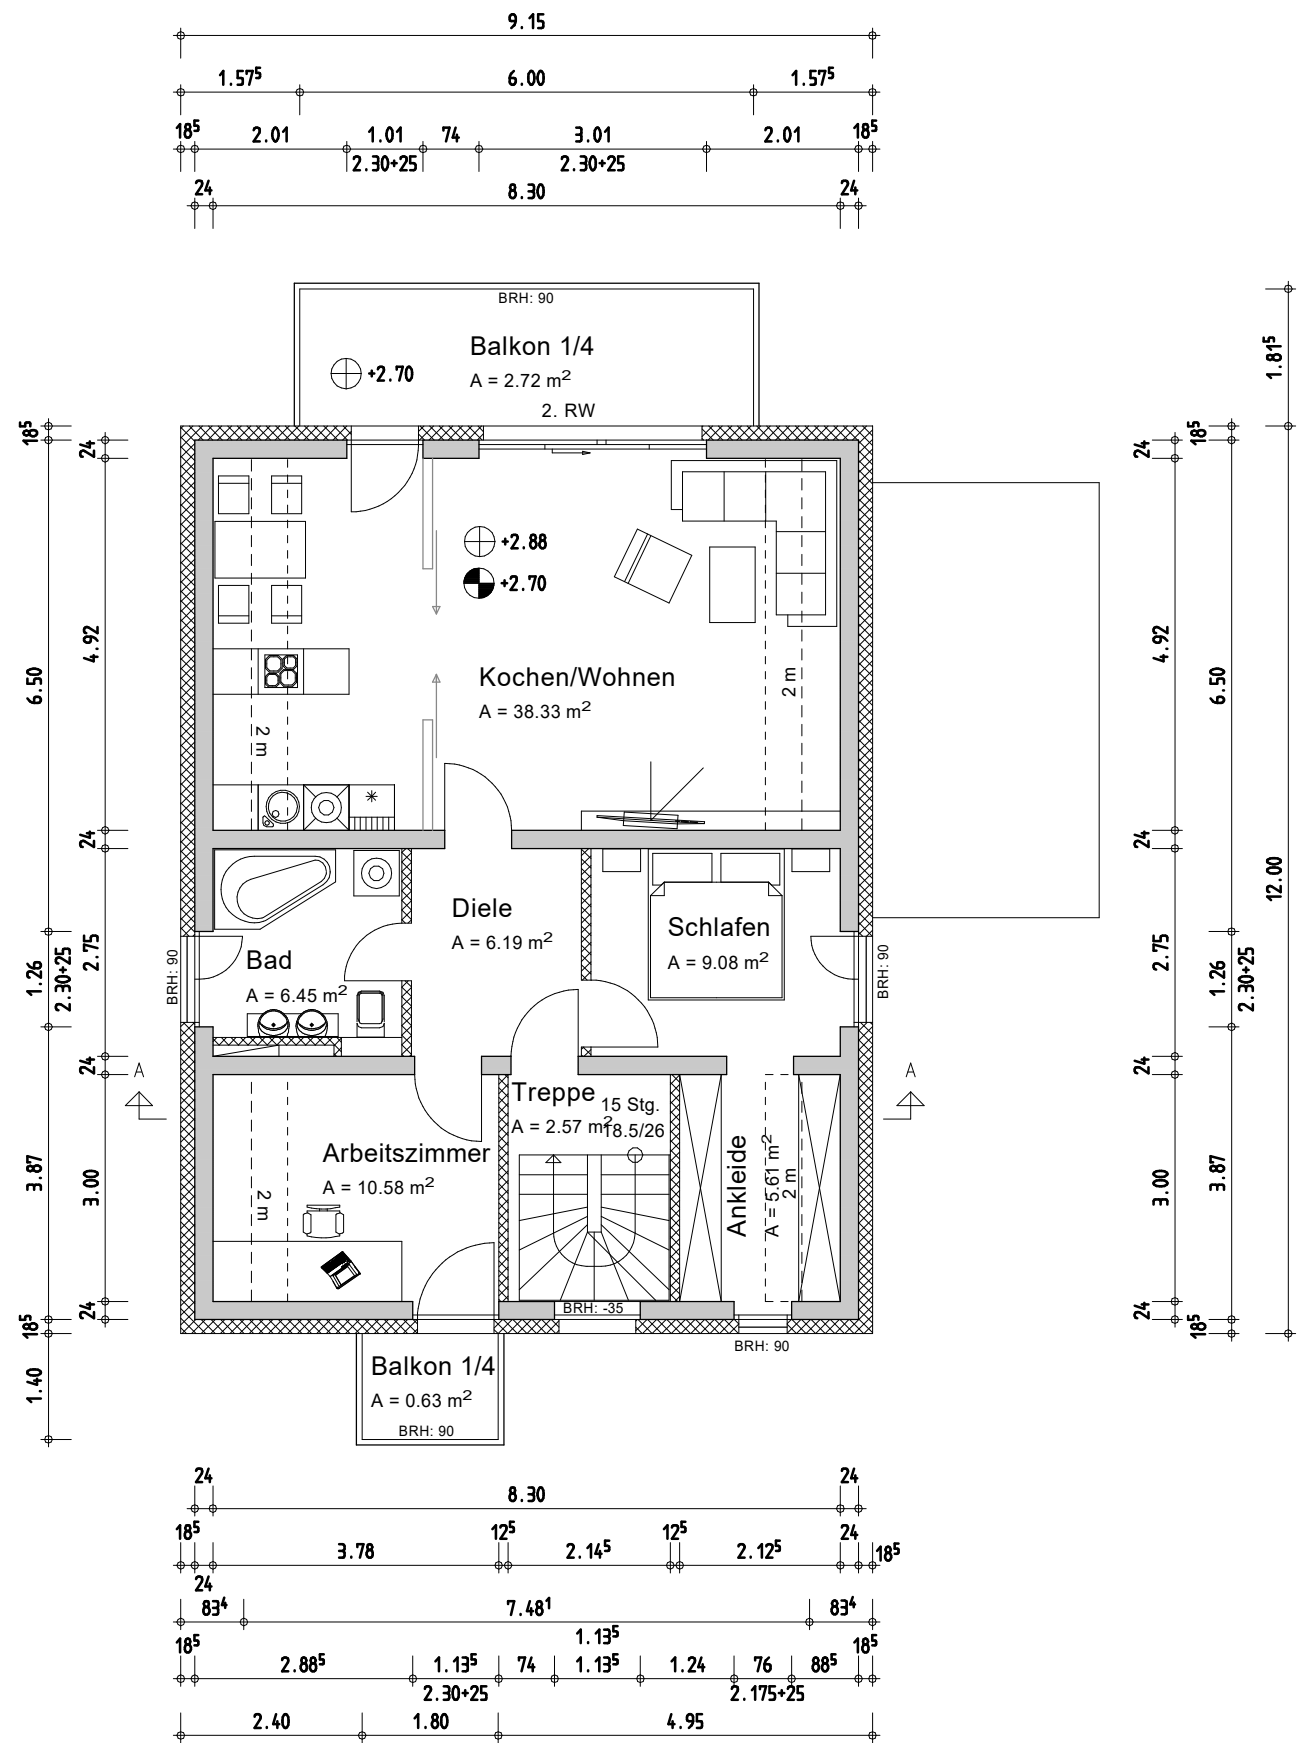 9.15
1.57⁵ 6.00 1.57⁵
18⁵ 2.01 1.01 74 3.01 2.01 18⁵
2.30+25 2.30+25
24 8.30 24
BRH: 90
Balkon 1/4
A = 2.72 m²
+2.70
2. RW
1.81⁵
18⁵
24
24
18⁵
+2.88
+2.70
4.92
6.50
2 m
Kochen/Wohnen
A = 38.33 m²
2 m
4.92
6.50
24
24
12.00
Diele
A = 6.19 m²
Schlafen
A = 9.08 m²
Bad
A = 6.45 m²
BRH: 90
BRH: 90
1.26
2.30+25
2.75
2.75
1.26
2.30+25
24
24
A
A
Treppe
A = 2.57 m²
15 Stg.
18.5/26
Arbeitszimmer
A = 10.58 m²
2 m
Ankleide
A = 5.61 m²
2 m
3.87
3.00
3.00
3.87
24
18⁵
24
18⁵
BRH: -35
BRH: 90
Balkon 1/4
A = 0.63 m²
BRH: 90
1.40
24 8.30 24
18⁵ 3.78 12⁵ 2.14⁵ 12⁵ 2.12⁵ 24 18⁵
24
83⁴ 7.48¹ 83⁴
1.13⁵
18⁵ 2.88⁵ 1.13⁵ 74 1.13⁵ 1.24 76 88⁵ 18⁵
2.30+25 2.175+25
2.40 1.80 4.95